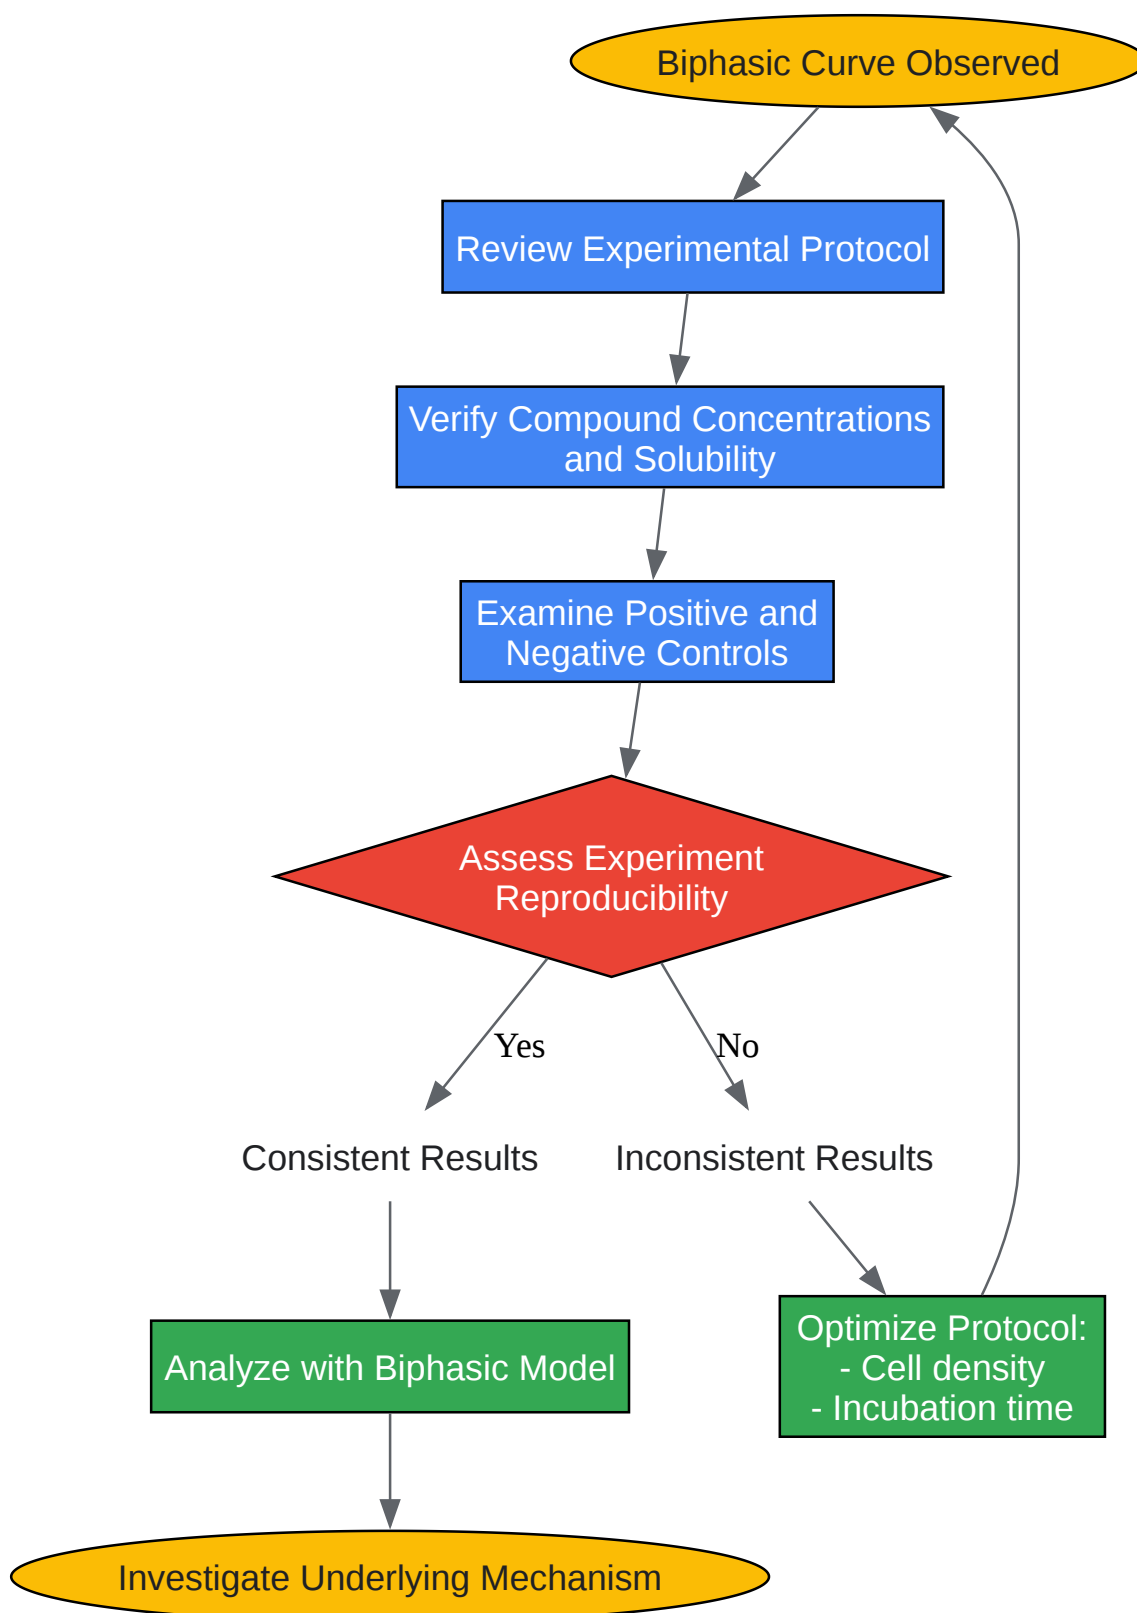 Biphasic Curve Observed
Review Experimental Protocol
Verify Compound Concentrations
and Solubility
Examine Positive and
Negative Controls
Assess Experiment
Reproducibility
Yes
No
Consistent Results
Inconsistent Results
Analyze with Biphasic Model
Optimize Protocol:
- Cell density
- Incubation time
Investigate Underlying Mechanism